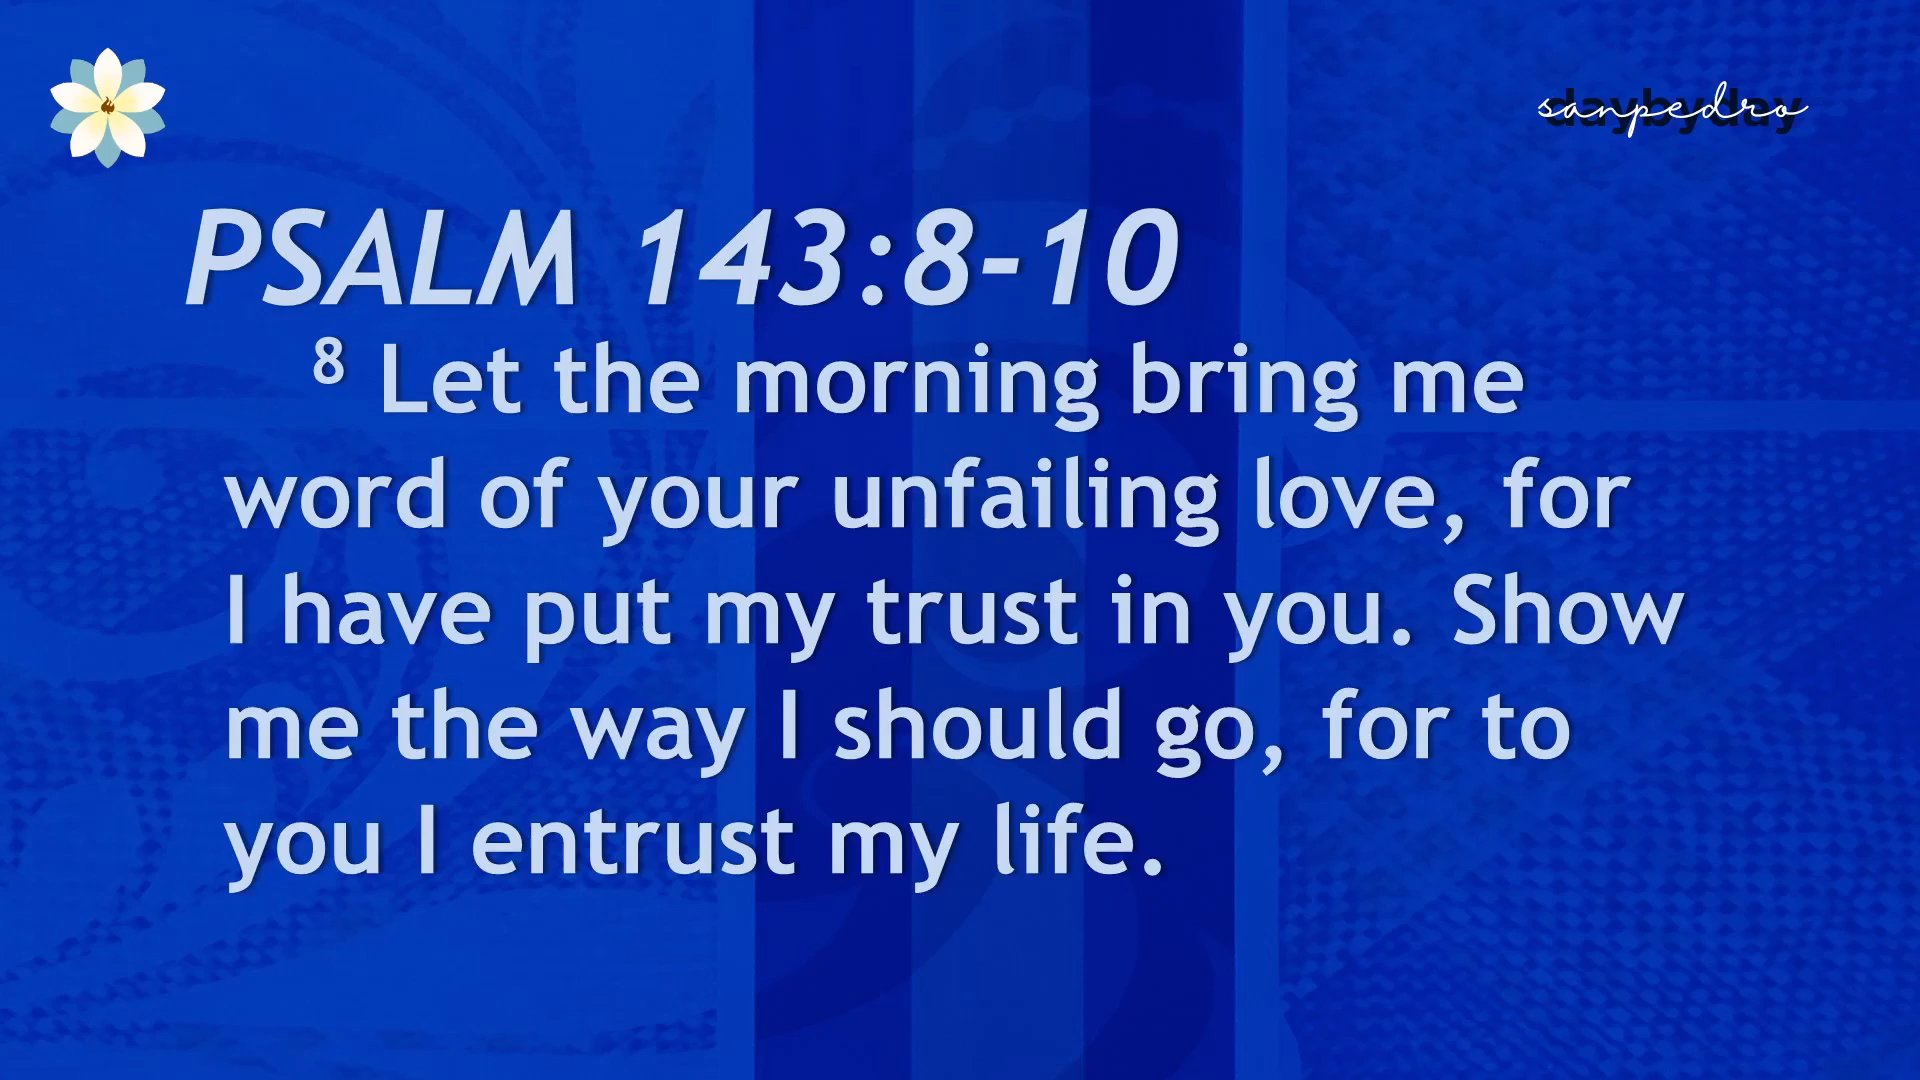 daybyday
sanpedro
PSALM 143:8-10
8 Let the morning bring me
word of your unfailing love, for
I have put my trust in you. Show
me the way I should go, for to
you I entrust my life.